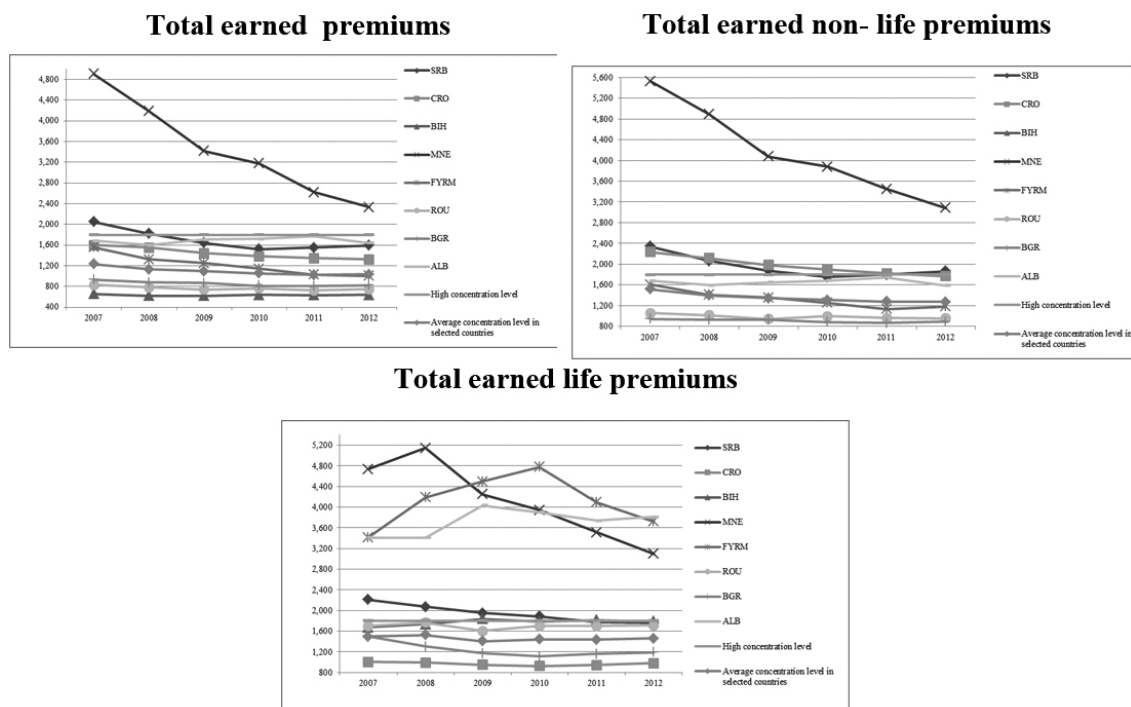 Total earned  premiums
4,800
4,400
4,000
3,600
3,200
2,800
2,400
2,000
1,600
1,200
800
400
2007 2008 2009 2010 2011 2012
SRB
CRO
BIH
MNE
FYRM
ROU
BGR
ALB
High concentration level
Average concentration level in
selected countries
Total earned non- life premiums
5,600
5,200
4,800
4,400
4,000
3,600
3,200
2,800
2,400
2,000
1,600
1,200
800
2007 2008 2009 2010 2011 2012
SRB
CRO
BIH
MNE
FYRM
ROU
BGR
ALB
High concentration level
Average concentration level in
selected countries
Total earned life premiums
5,200
4,800
4,400
4,000
3,600
3,200
2,800
2,400
2,000
1,600
1,200
800
2007 2008 2009 2010 2011 2012
SRB
CRO
BIH
MNE
FYRM
ROU
BGR
ALB
High concentration level
Average concentration level in
selected countries